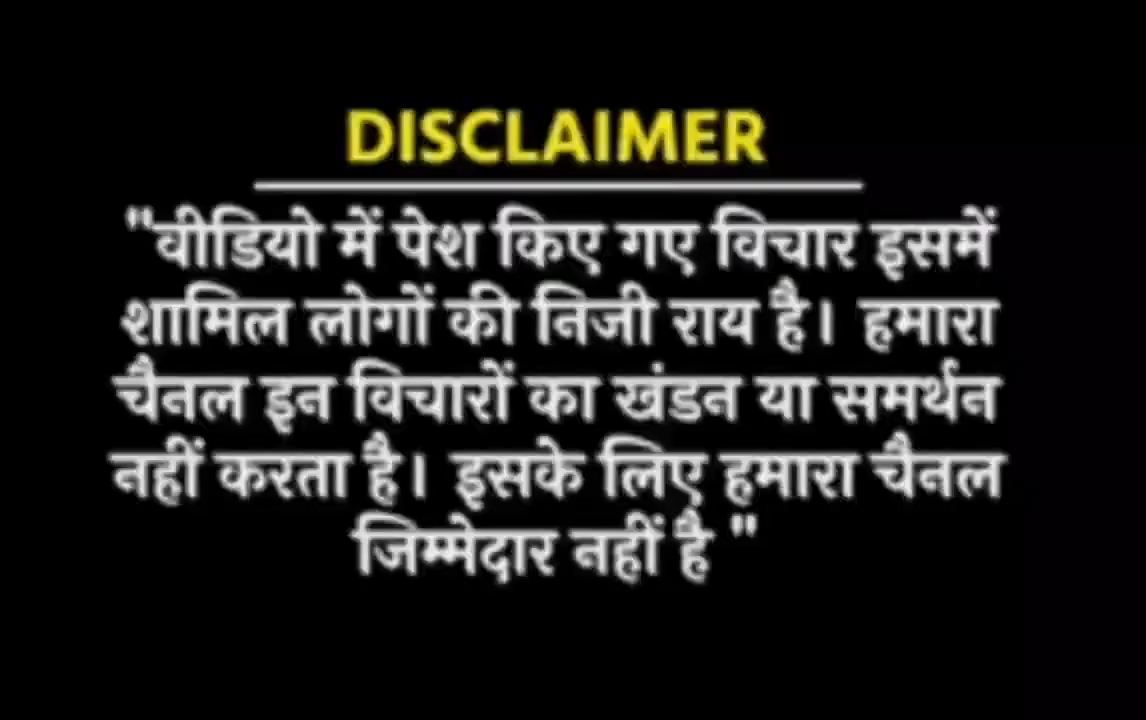 DISCLAIMER
"वीडियो में पेश किए गए विचार इसमें
शामिल लोगों की निजी राय है। हमारा
चैनल इन विचारों का खंडन या समर्थन
नहीं करता है। इसके लिए हमारा चैनल
जिम्मेदार नहीं है "